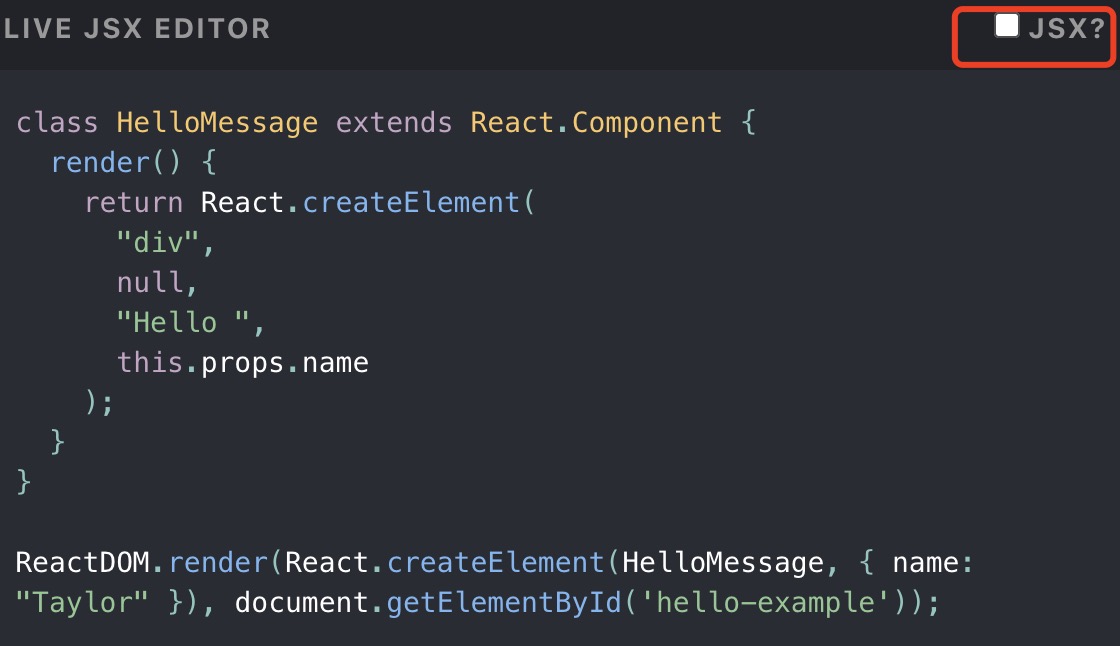 LIVE JSX EDITOR
JSX?
class HelloMessage extends React.Component {
  render() {
    return React.createElement(
      "div",
      null,
      "Hello ",
      this.props.name
    );
  }
}

ReactDOM.render(React.createElement(HelloMessage, { name:
"Taylor" }), document.getElementById('hello-example'));